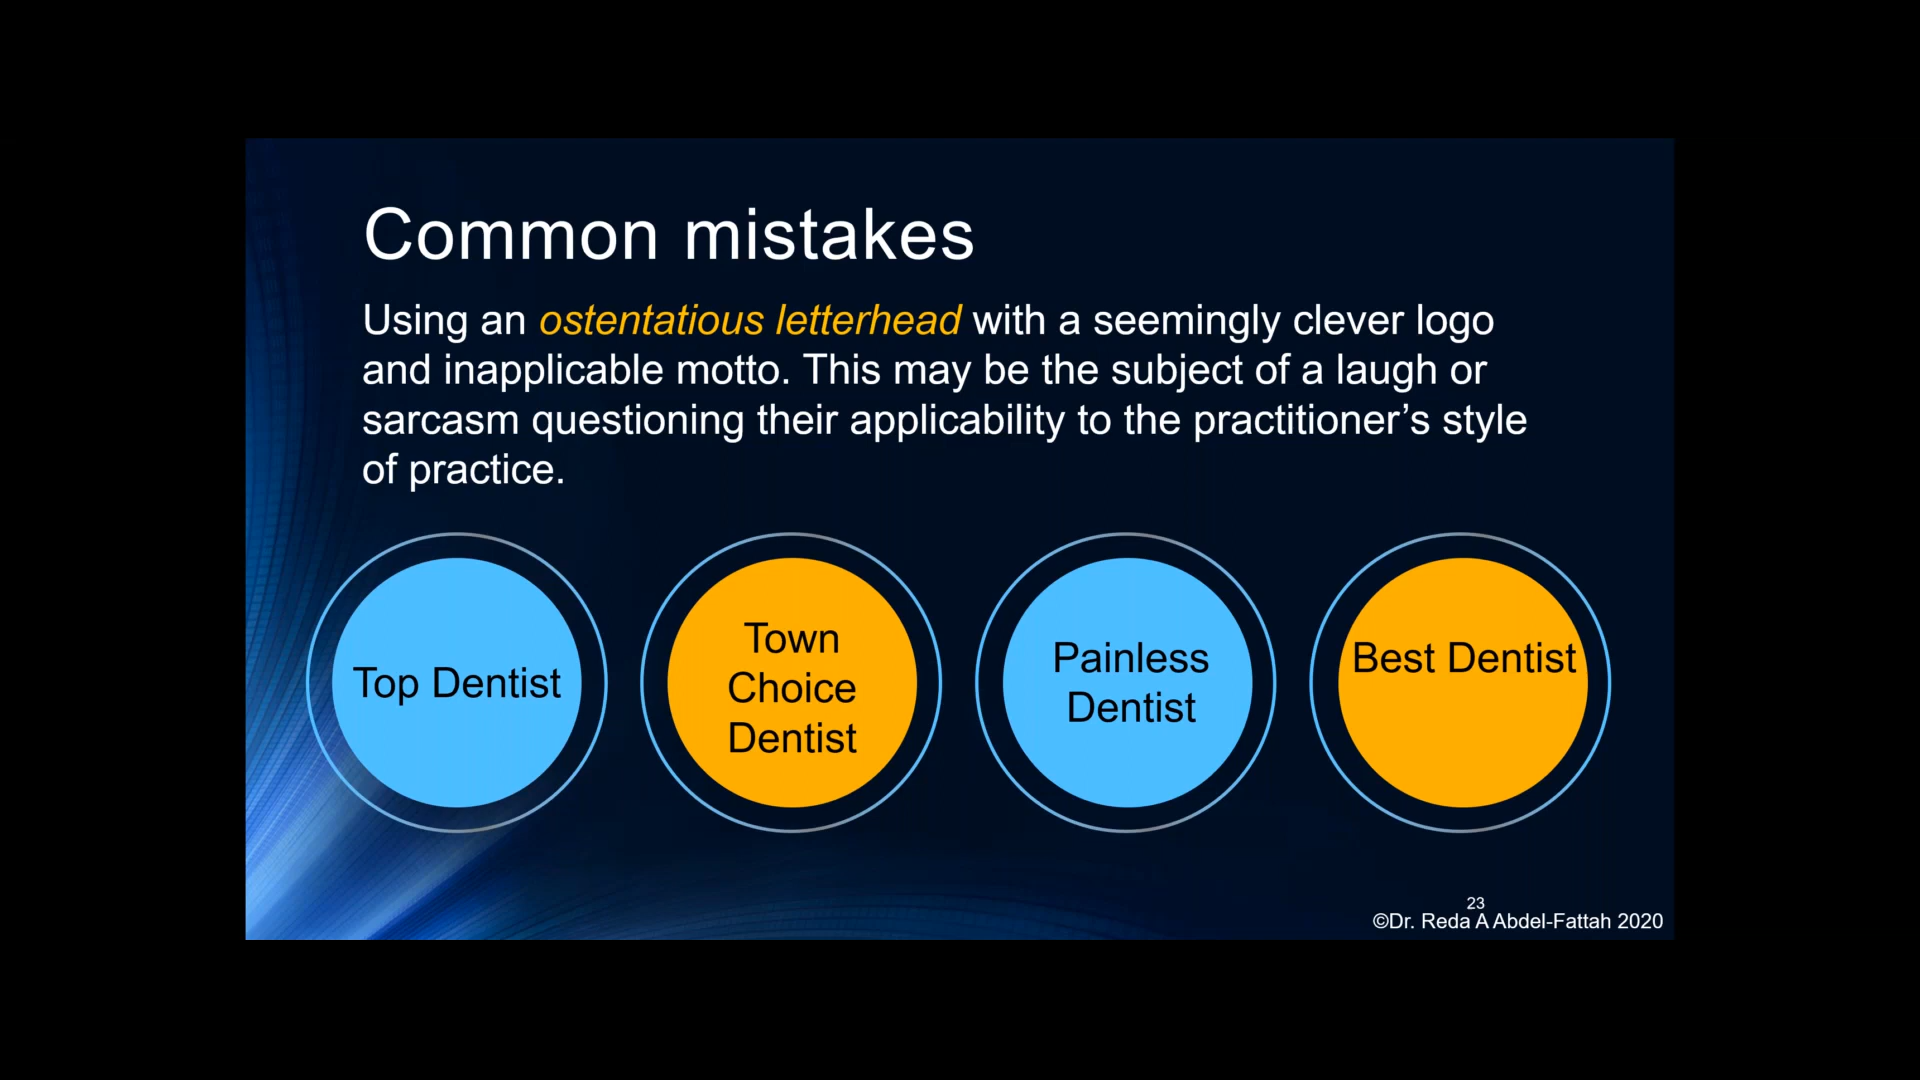 Common mistakes
Using an ostentatious letterhead with a seemingly clever logo
and inapplicable motto. This may be the subject of a laugh or
sarcasm questioning their applicability to the practitioner’s style
of practice.
Top Dentist
Town
Choice
Dentist
Painless
Dentist
Best Dentist
23
©Dr. Reda A Abdel-Fattah 2020